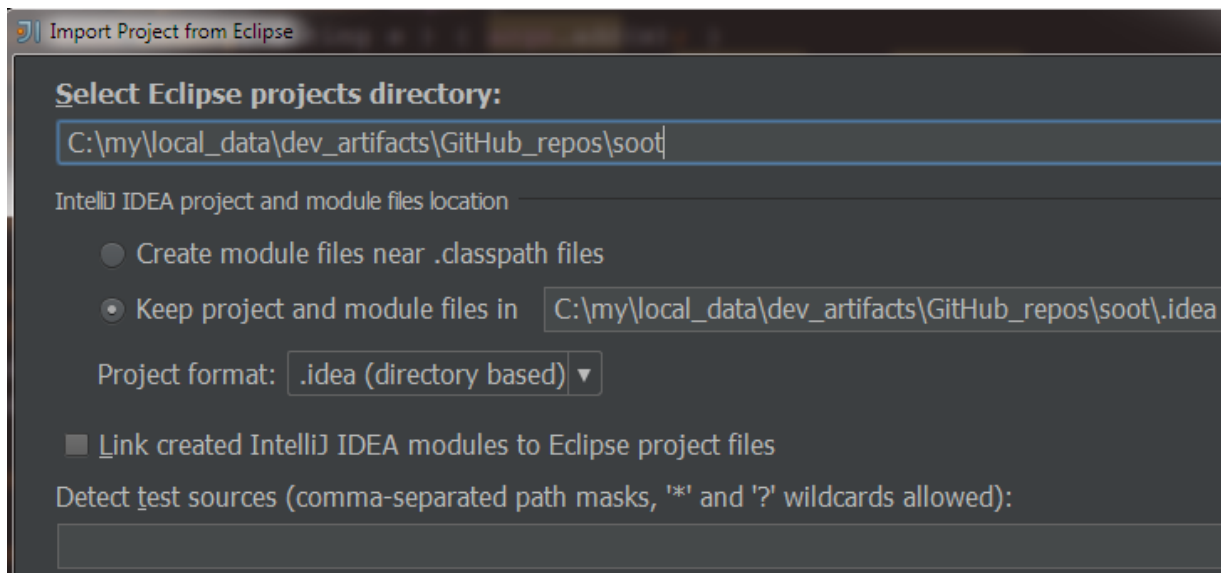 Import Project from Eclipse
Select Eclipse projects directory:
C:\my\local_data\dev_artifacts\GitHub_repos\soot
IntelliJ IDEA project and module files location
Create module files near .classpath files
Keep project and module files in C:\my\local_data\dev_artifacts\GitHub_repos\soot\.idea
Project format: .idea (directory based)
Link created IntelliJ IDEA modules to Eclipse project files
Detect test sources (comma-separated path masks, '*' and '?' wildcards allowed):